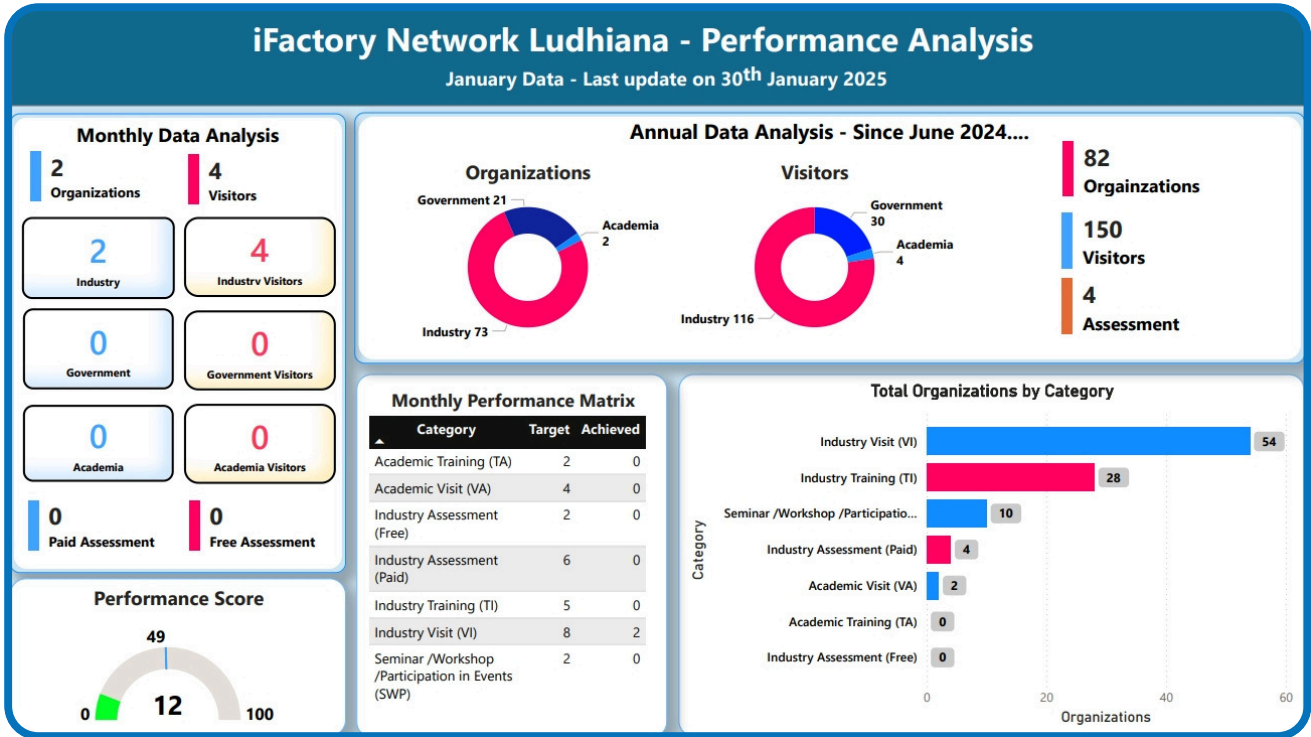 iFactory Network Ludhiana - Performance Analysis
January Data - Last update on 30th January 2025
Monthly Data Analysis
2
Organizations
4
Visitors
2
Industry
4
Industry Visitors
0
Government
0
Government Visitors
0
Academia
0
Academia Visitors
0
Paid Assessment
0
Free Assessment
Performance Score
49
0
12
100
Annual Data Analysis - Since June 2024....
Organizations
Government 21
Academia
2
Industry 73
Visitors
Government
30
Academia
4
Industry 116
82
Orgainzations
150
Visitors
4
Assessment
Monthly Performance Matrix
Category Target Achieved
Academic Training (TA) 2 0
Academic Visit (VA) 4 0
Industry Assessment 2 0
(Free)
Industry Assessment 6 0
(Paid)
Industry Training (TI) 5 0
Industry Visit (VI) 8 2
Seminar /Workshop 2 0
/Participation in Events
(SWP)
Total Organizations by Category
Category
Industry Visit (VI) 54
Industry Training (TI) 28
Seminar /Workshop /Participatio... 10
Industry Assessment (Paid) 4
Academic Visit (VA) 2
Academic Training (TA) 0
Industry Assessment (Free) 0
0 20 40 60
Organizations